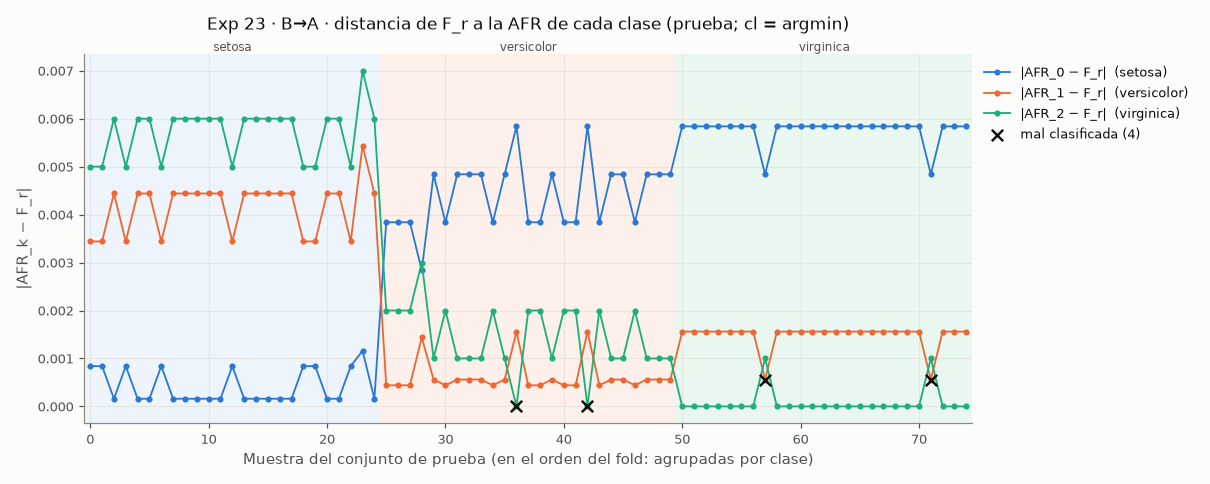 Exp 23 · B→A · distancia de F_r a la AFR de cada clase (prueba; cl = argmin)
setosa
versicolor
virginica
|AFR_0 − F_r| (setosa)
|AFR_1 − F_r| (versicolor)
|AFR_2 − F_r| (virginica)
mal clasificada (4)
|AFR_k − F_r|
0.007
0.006
0.005
0.004
0.003
0.002
0.001
0.000
0 10 20 30 40 50 60 70
Muestra del conjunto de prueba (en el orden del fold: agrupadas por clase)